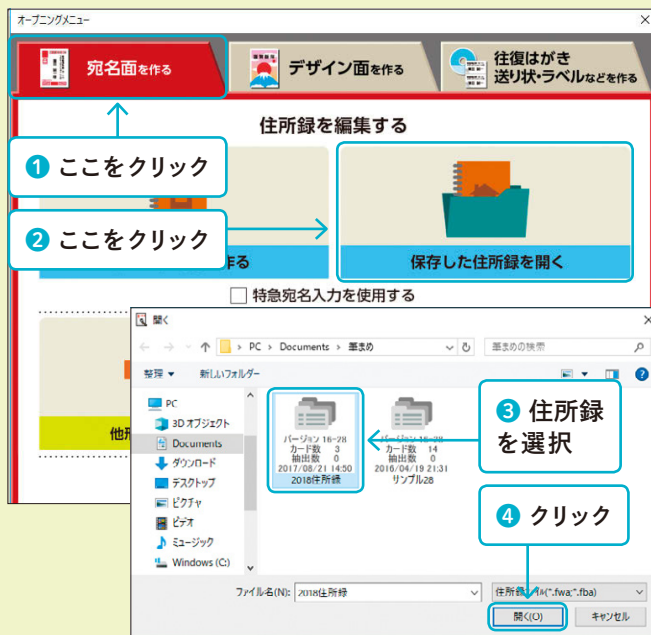 オープニングメニュー
宛名面を作る
デザイン面を作る
往復はがき
送り状・ラベルなどを作る
住所録を編集する
❶ ここをクリック
❷ ここをクリック
作る
保存した住所録を開く
特急宛名入力を使用する
開く
PC > Documents > 筆まめ
筆まめの検索
整理
新しいフォルダー
PC
3D オブジェクト
Documents
ダウンロード
デスクトップ
ピクチャ
ビデオ
ミュージック
Windows (C:)
バージョン 16-28
カード数 3
抽出数 0
2017/08/21 14:50
2018住所録
バージョン 16-28
カード数 14
抽出数 0
2016/04/19 21:31
サンプル28
❸ 住所録
を選択
❹ クリック
他形
ファイル名(N):
2018住所録
住所録ファイル(*.fwa;*.fba)
開く(O)
キャンセル